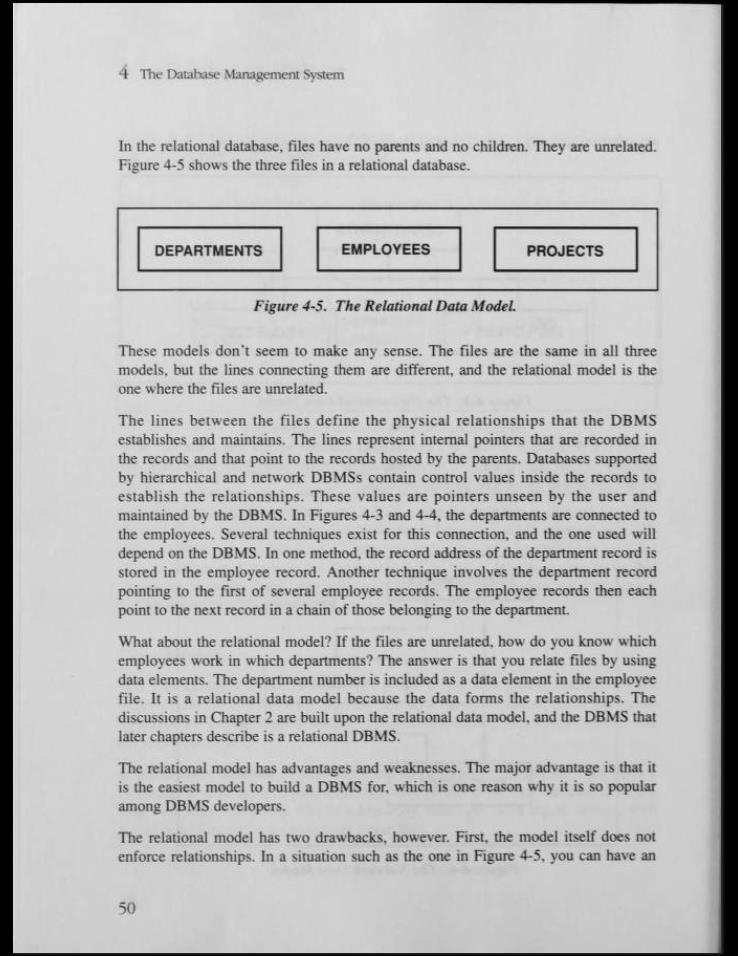 4 The Database Management System
In the relational database, files have no parents and no children. They are unrelated.
Figure 4-5 shows the three files in a relational database.
DEPARTMENTS EMPLOYEES PROJECTS
Figure 4-5. The Relational Data Model.
These models don't seem to make any sense. The files are the same in all three
models, but the lines connecting them are different, and the relational model is the
one where the files are unrelated.
The lines between the files define the physical relationships that the DBMS
establishes and maintains. The lines represent internal pointers that are recorded in
the records and that point to the records hosted by the parents. Databases supported
by hierarchical and network DBMSs contain control values inside the records to
establish the relationships. These values are pointers unseen by the user and
maintained by the DBMS. In Figures 4-3 and 4-4, the departments are connected to
the employees. Several techniques exist for this connection, and the one used will
depend on the DBMS. In one method, the record address of the department record is
stored in the employee record. Another technique involves the department record
pointing to the first of several employee records. The employee records then each
point to the next record in a chain of those belonging to the department.
What about the relational model? If the files are unrelated, how do you know which
employees work in which departments? The answer is that you relate files by using
data elements. The department number is included as a data element in the employee
file. It is a relational data model because the data forms the relationships. The
discussions in Chapter 2 are built upon the relational data model, and the DBMS that
later chapters describe is a relational DBMS.
The relational model has advantages and weaknesses. The major advantage is that it
is the easiest model to build a DBMS for, which is one reason why it is so popular
among DBMS developers.
The relational model has two drawbacks, however. First, the model itself does not
enforce relationships. In a situation such as the one in Figure 4-5, you can have an
50